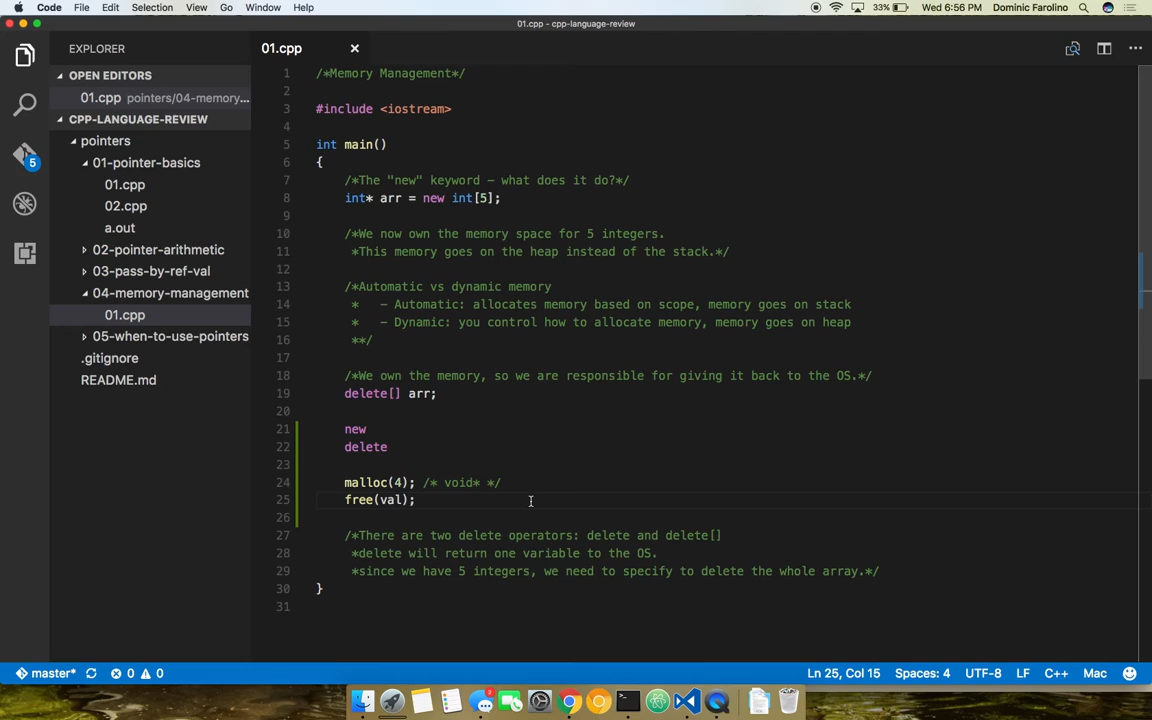 Code File Edit Selection View Go Window Help 33% Wed 6:56 PM Dominic Farolino
01.cpp - cpp-language-review
EXPLORER
OPEN EDITORS
01.cpp pointers/04-memory...
CPP-LANGUAGE-REVIEW
pointers
01-pointer-basics
01.cpp
02.cpp
a.out
02-pointer-arithmetic
03-pass-by-ref-val
04-memory-management
01.cpp
05-when-to-use-pointers
.gitignore
README.md
5
01.cpp
1 /*Memory Management*/
2
3 #include <iostream>
4
5 int main()
6 {
7 /*The "new" keyword – what does it do?*/
8 int* arr = new int[5];
9
10 /*We now own the memory space for 5 integers.
11 *This memory goes on the heap instead of the stack.*/
12
13 /*Automatic vs dynamic memory
14 * - Automatic: allocates memory based on scope, memory goes on stack
15 * - Dynamic: you control how to allocate memory, memory goes on heap
16 **/
17
18 /*We own the memory, so we are responsible for giving it back to the OS.*/
19 delete[] arr;
20
21 new
22 delete
23
24 malloc(4); /* void* */
25 free(val);
26
27 /*There are two delete operators: delete and delete[]
28 *delete will return one variable to the OS.
29 *since we have 5 integers, we need to specify to delete the whole array.*/
30 }
31
master* 0 0 Ln 25, Col 15 Spaces: 4 UTF-8 LF C++ Mac
3